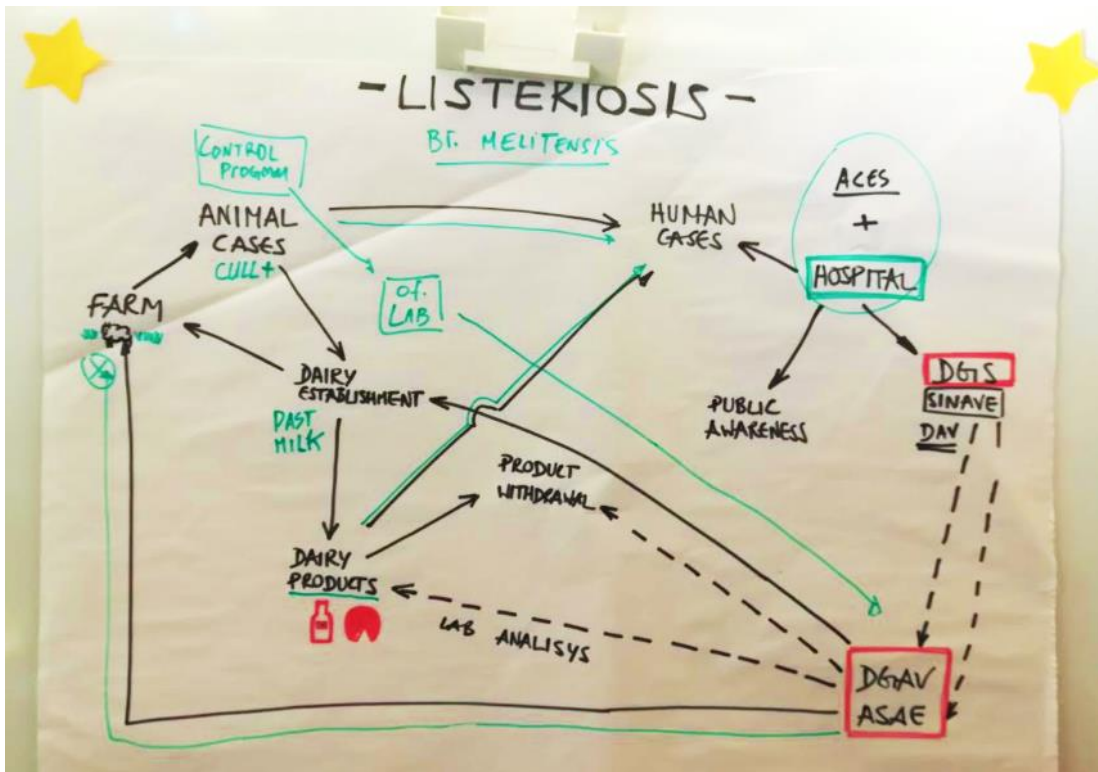 - LISTERIOSIS -
BR. MELITENSIS
CONTROL
PROGRAM
ANIMAL
CASES
CULL+
HUMAN
CASES
ACES
+
HOSPITAL
FARM
Of.
LAB
DAIRY
ESTABLISHMENT
PAST
MILK
PUBLIC
AWARENESS
DGS
SINAVE
DAV
PRODUCT
WITHDRAWAL
DAIRY
PRODUCTS
LAB ANALISYS
DGAV
ASAE